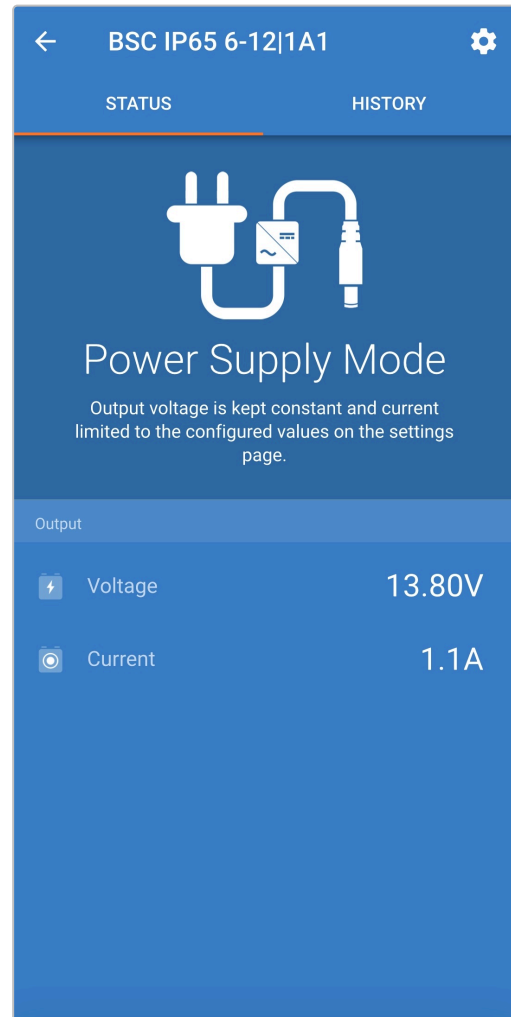 BSC IP65 6-12|1A1
STATUS
HISTORY
Power Supply Mode
Output voltage is kept constant and current
limited to the configured values on the settings
page.
Output
Voltage
13.80V
Current
1.1A